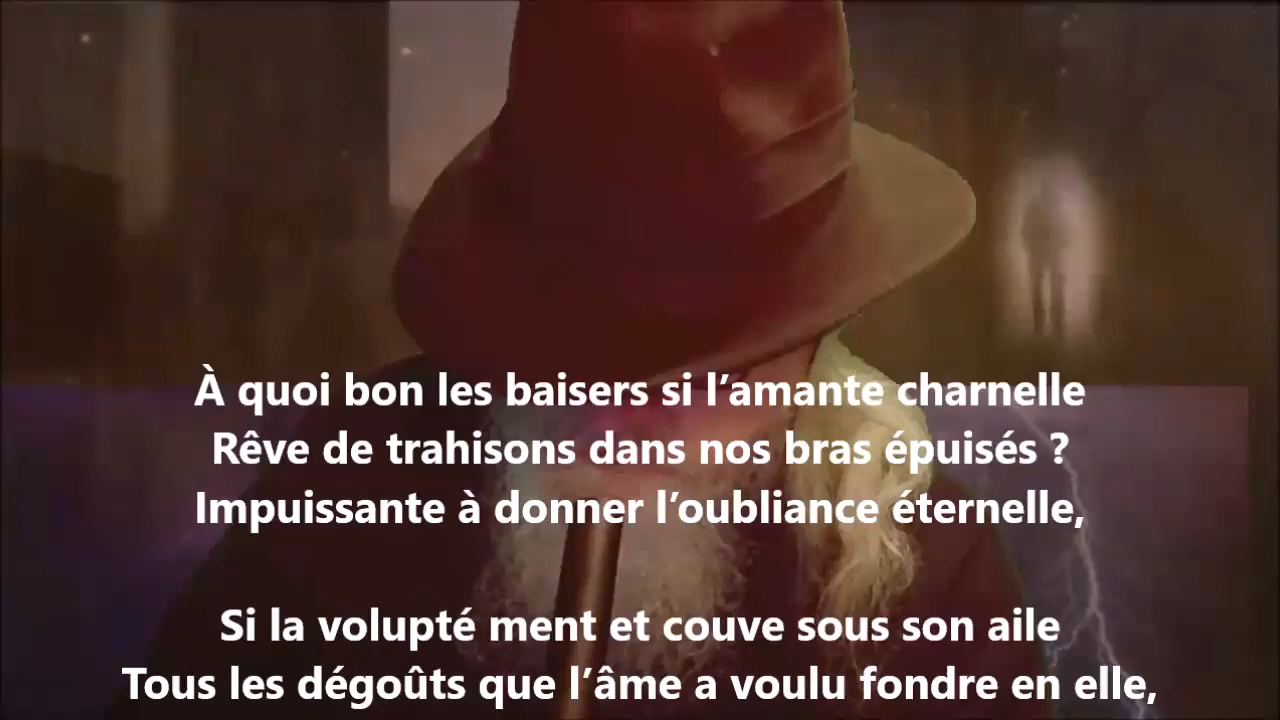 À quoi bon les baisers si l’amante charnelle
Rêve de trahisons dans nos bras épuisés ?
Impuissante à donner l’oubliance éternelle,
Si la volupté ment et couve sous son aile
Tous les dégoûts que l’âme a voulu fondre en elle,